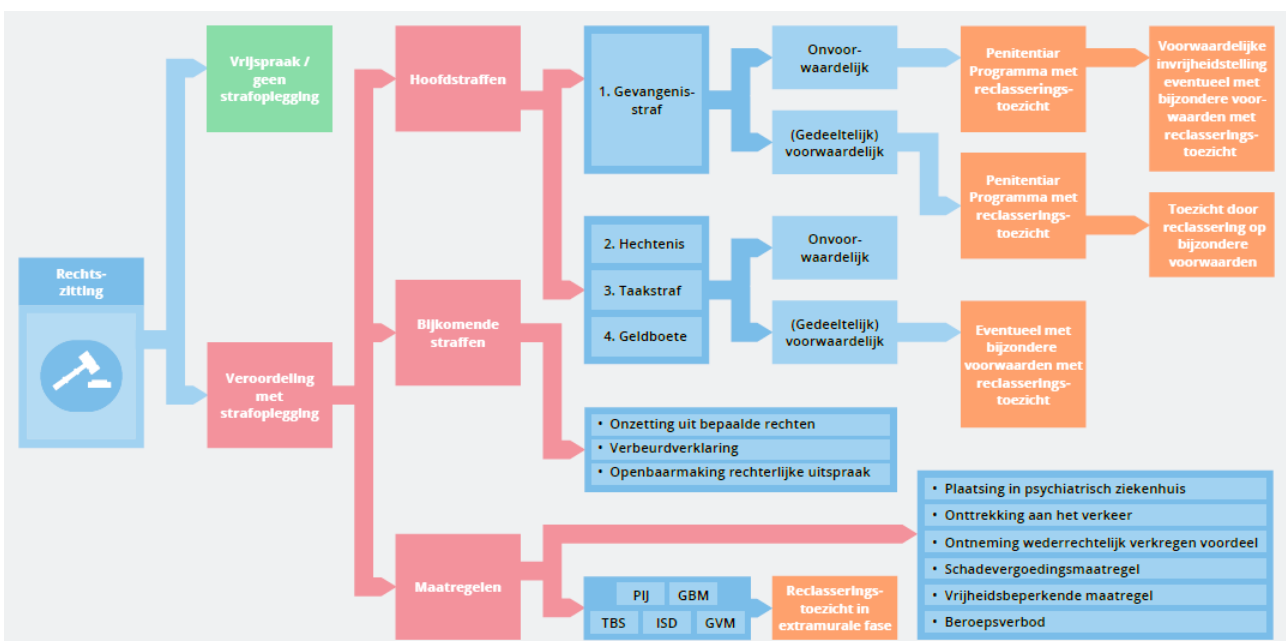 Rechts-
zitting
Vrijspraak /
geen
strafoplegging
Veroordeling
met
strafoplegging
Hoofdstraffen
Bijkomende
straffen
Maatregelen
1. Gevangenis-
straf
Onvoor-
waardelijk
(Gedeeltelijk)
voorwaardelijk
Penitentiar
Programma met
reclasserings-
toezicht
Penitentiar
Programma met
reclasserings-
toezicht
Voorwaardelijke
invrijheidstelling
eventueel met
bijzondere voor-
waarden met
reclasserings-
toezicht
Toezicht door
reclassering op
bijzondere
voorwaarden
2. Hechtenis
3. Taakstraf
4. Geldboete
Onvoor-
waardelijk
(Gedeeltelijk)
voorwaardelijk
Eventueel met
bijzondere
voorwaarden met
reclasserings-
toezicht
• Onzetting uit bepaalde rechten
• Verbeurdverklaring
• Openbaarmaking rechterlijke uitspraak
• Plaatsing in psychiatrisch ziekenhuis
• Onttrekking aan het verkeer
• Ontneming wederrechtelijk verkregen voordeel
• Schadevergoedingsmaatregel
• Vrijheidsbeperkende maatregel
• Beroepsverbod
PIJ GBM
TBS ISD GVM
Reclasserings-
toezicht in
extramurale fase